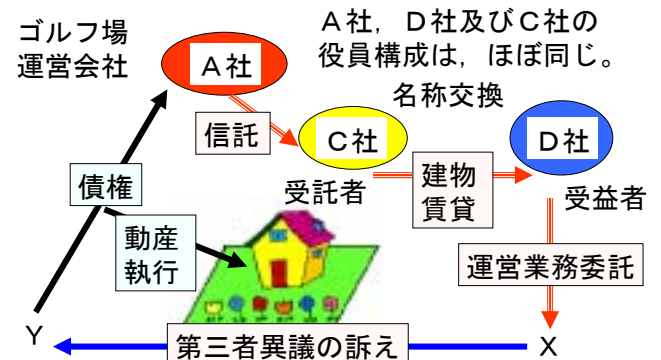 ゴルフ場
運営会社
A社，D社及びC社の
役員構成は，ほぼ同じ。
A社
名称交換
信託
C社
D社
受託者
建物
賃貸
受益者
債権
動産
執行
運営業務委託
Y
第三者異議の訴え
X